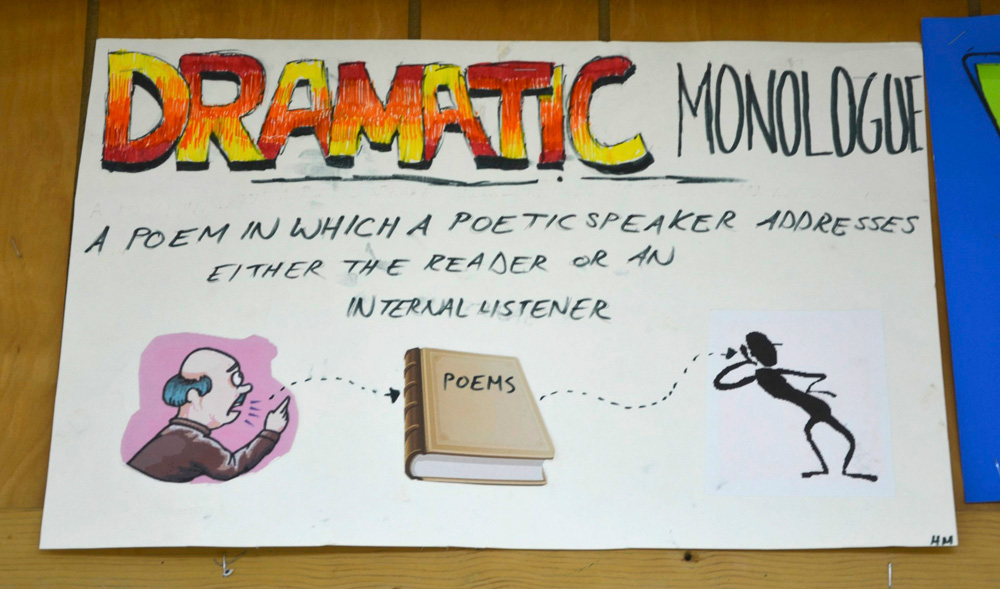 DRAMATIC MONOLOGUE
A POEM IN WHICH A POETIC SPEAKER ADDRESSES
EITHER THE READER OR AN
INTERNAL LISTENER
POEMS
HM